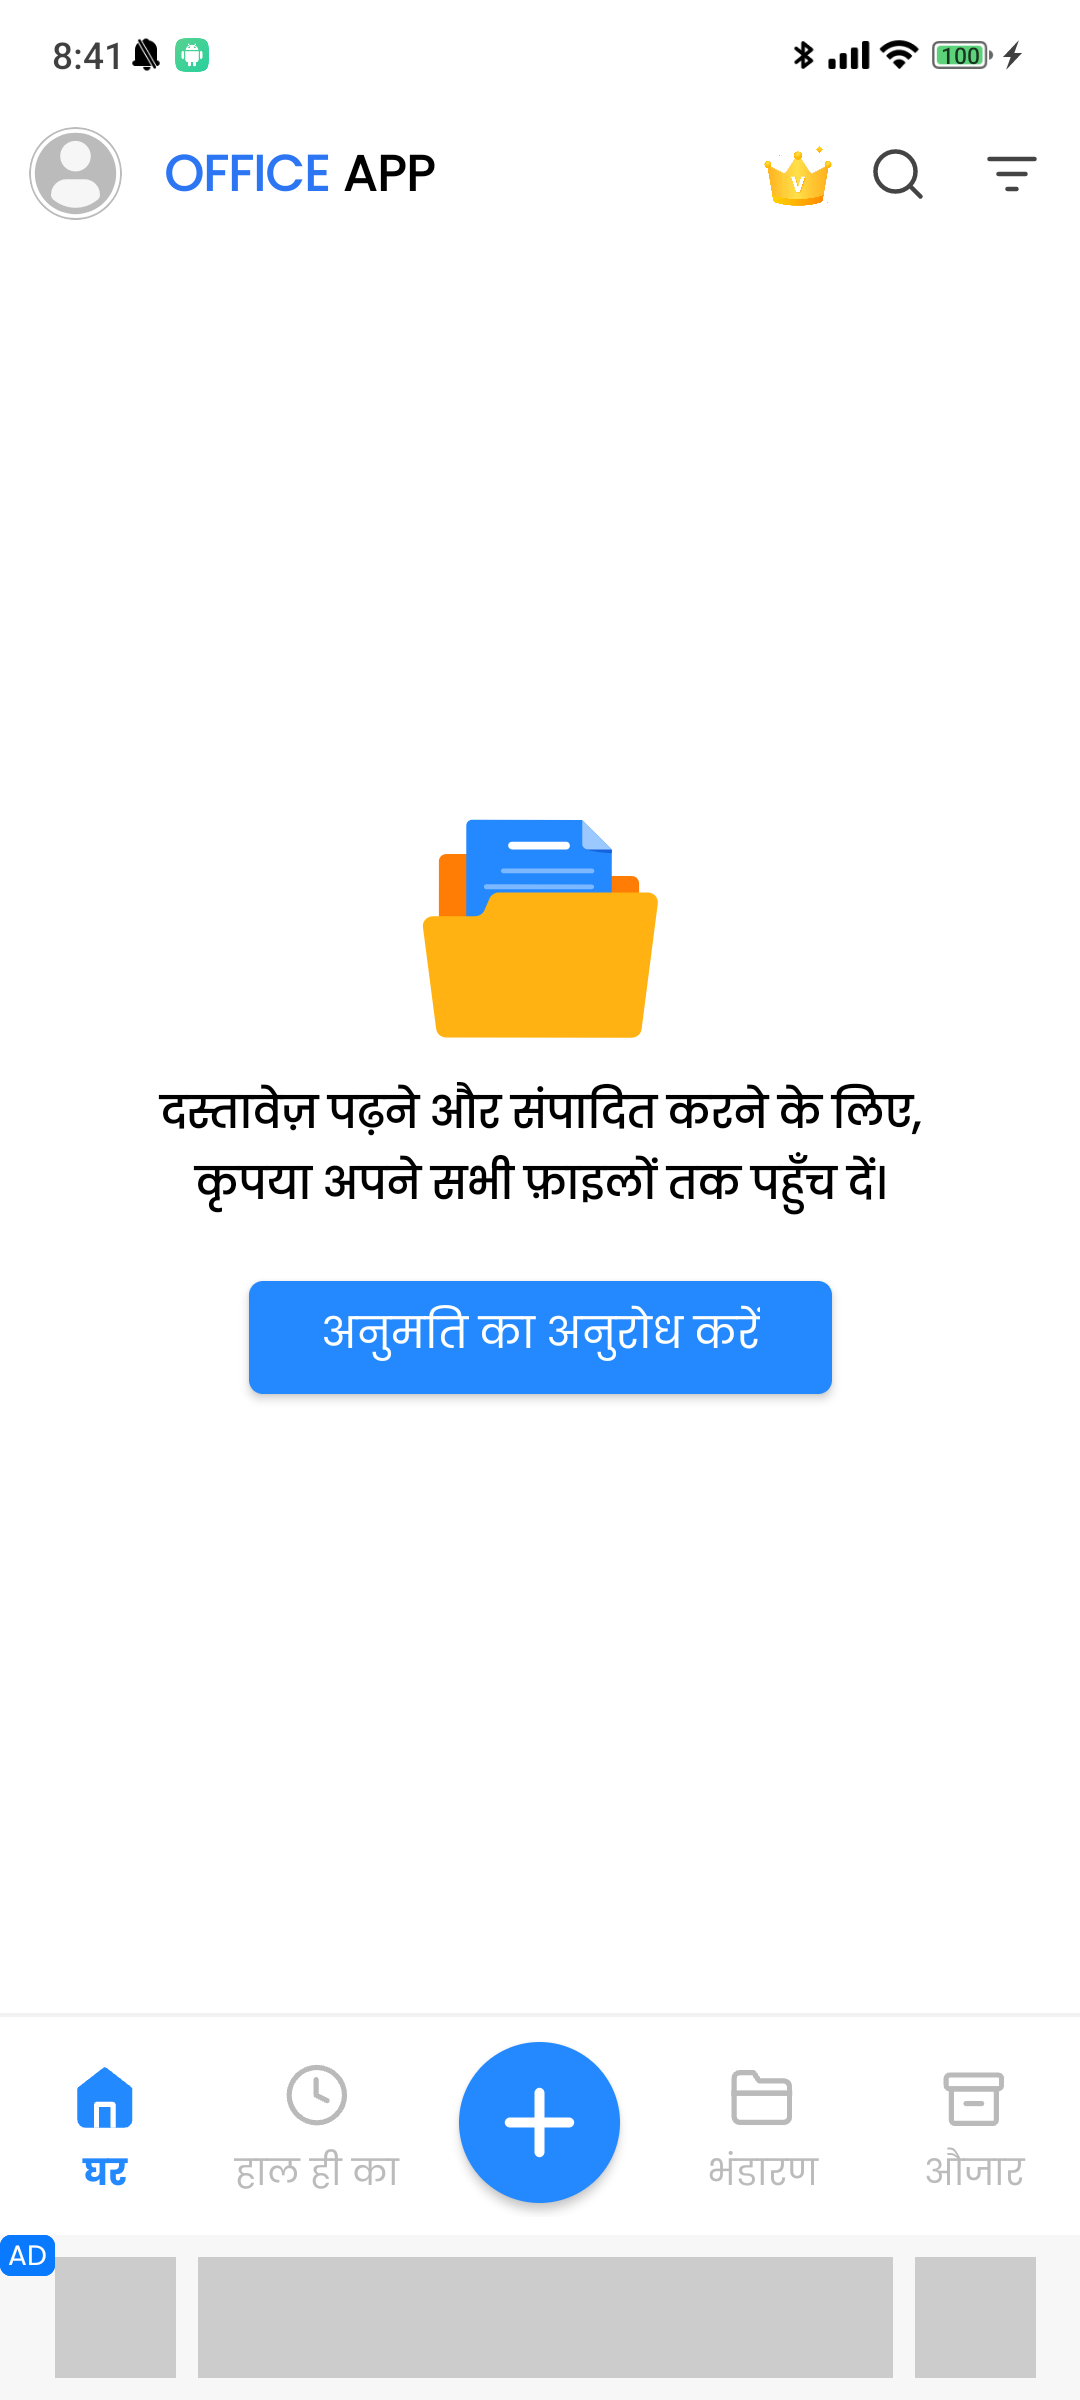 8:41
100
OFFICE APP
V
दस्तावेज़ पढ़ने और संपादित करने के लिए,
कृपया अपने सभी फ़ाइलों तक पहुँच दें।
अनुमति का अनुरोध करें
घर
हाल ही का
भंडारण
औजार
AD